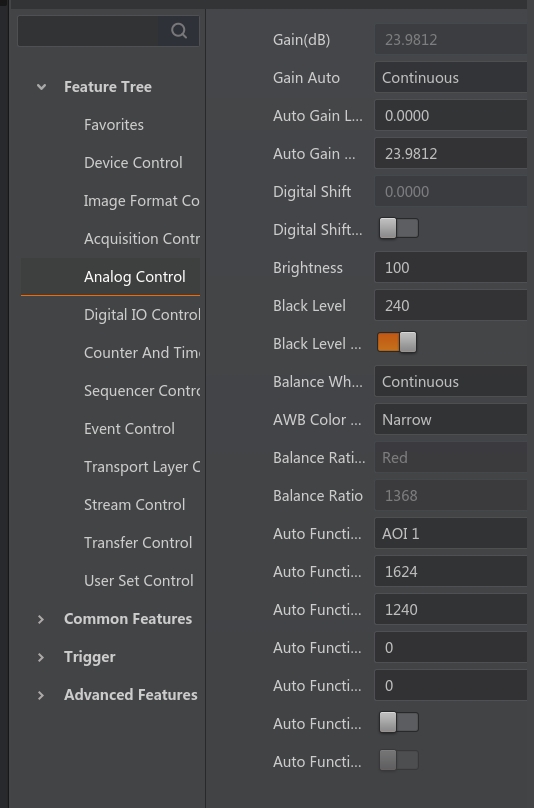 Feature Tree
Favorites
Device Control
Image Format Co
Acquisition Contr
Analog Control
Digital IO Control
Counter And Tim
Sequencer Contr
Event Control
Transport Layer C
Stream Control
Transfer Control
User Set Control
Common Features
Trigger
Advanced Features
Gain(dB) 23.9812
Gain Auto Continuous
Auto Gain L... 0.0000
Auto Gain ... 23.9812
Digital Shift 0.0000
Digital Shift...
Brightness 100
Black Level 240
Black Level ...
Balance Wh... Continuous
AWB Color ... Narrow
Balance Rati... Red
Balance Ratio 1368
Auto Functi... AOI 1
Auto Functi... 1624
Auto Functi... 1240
Auto Functi... 0
Auto Functi... 0
Auto Functi...
Auto Functi...